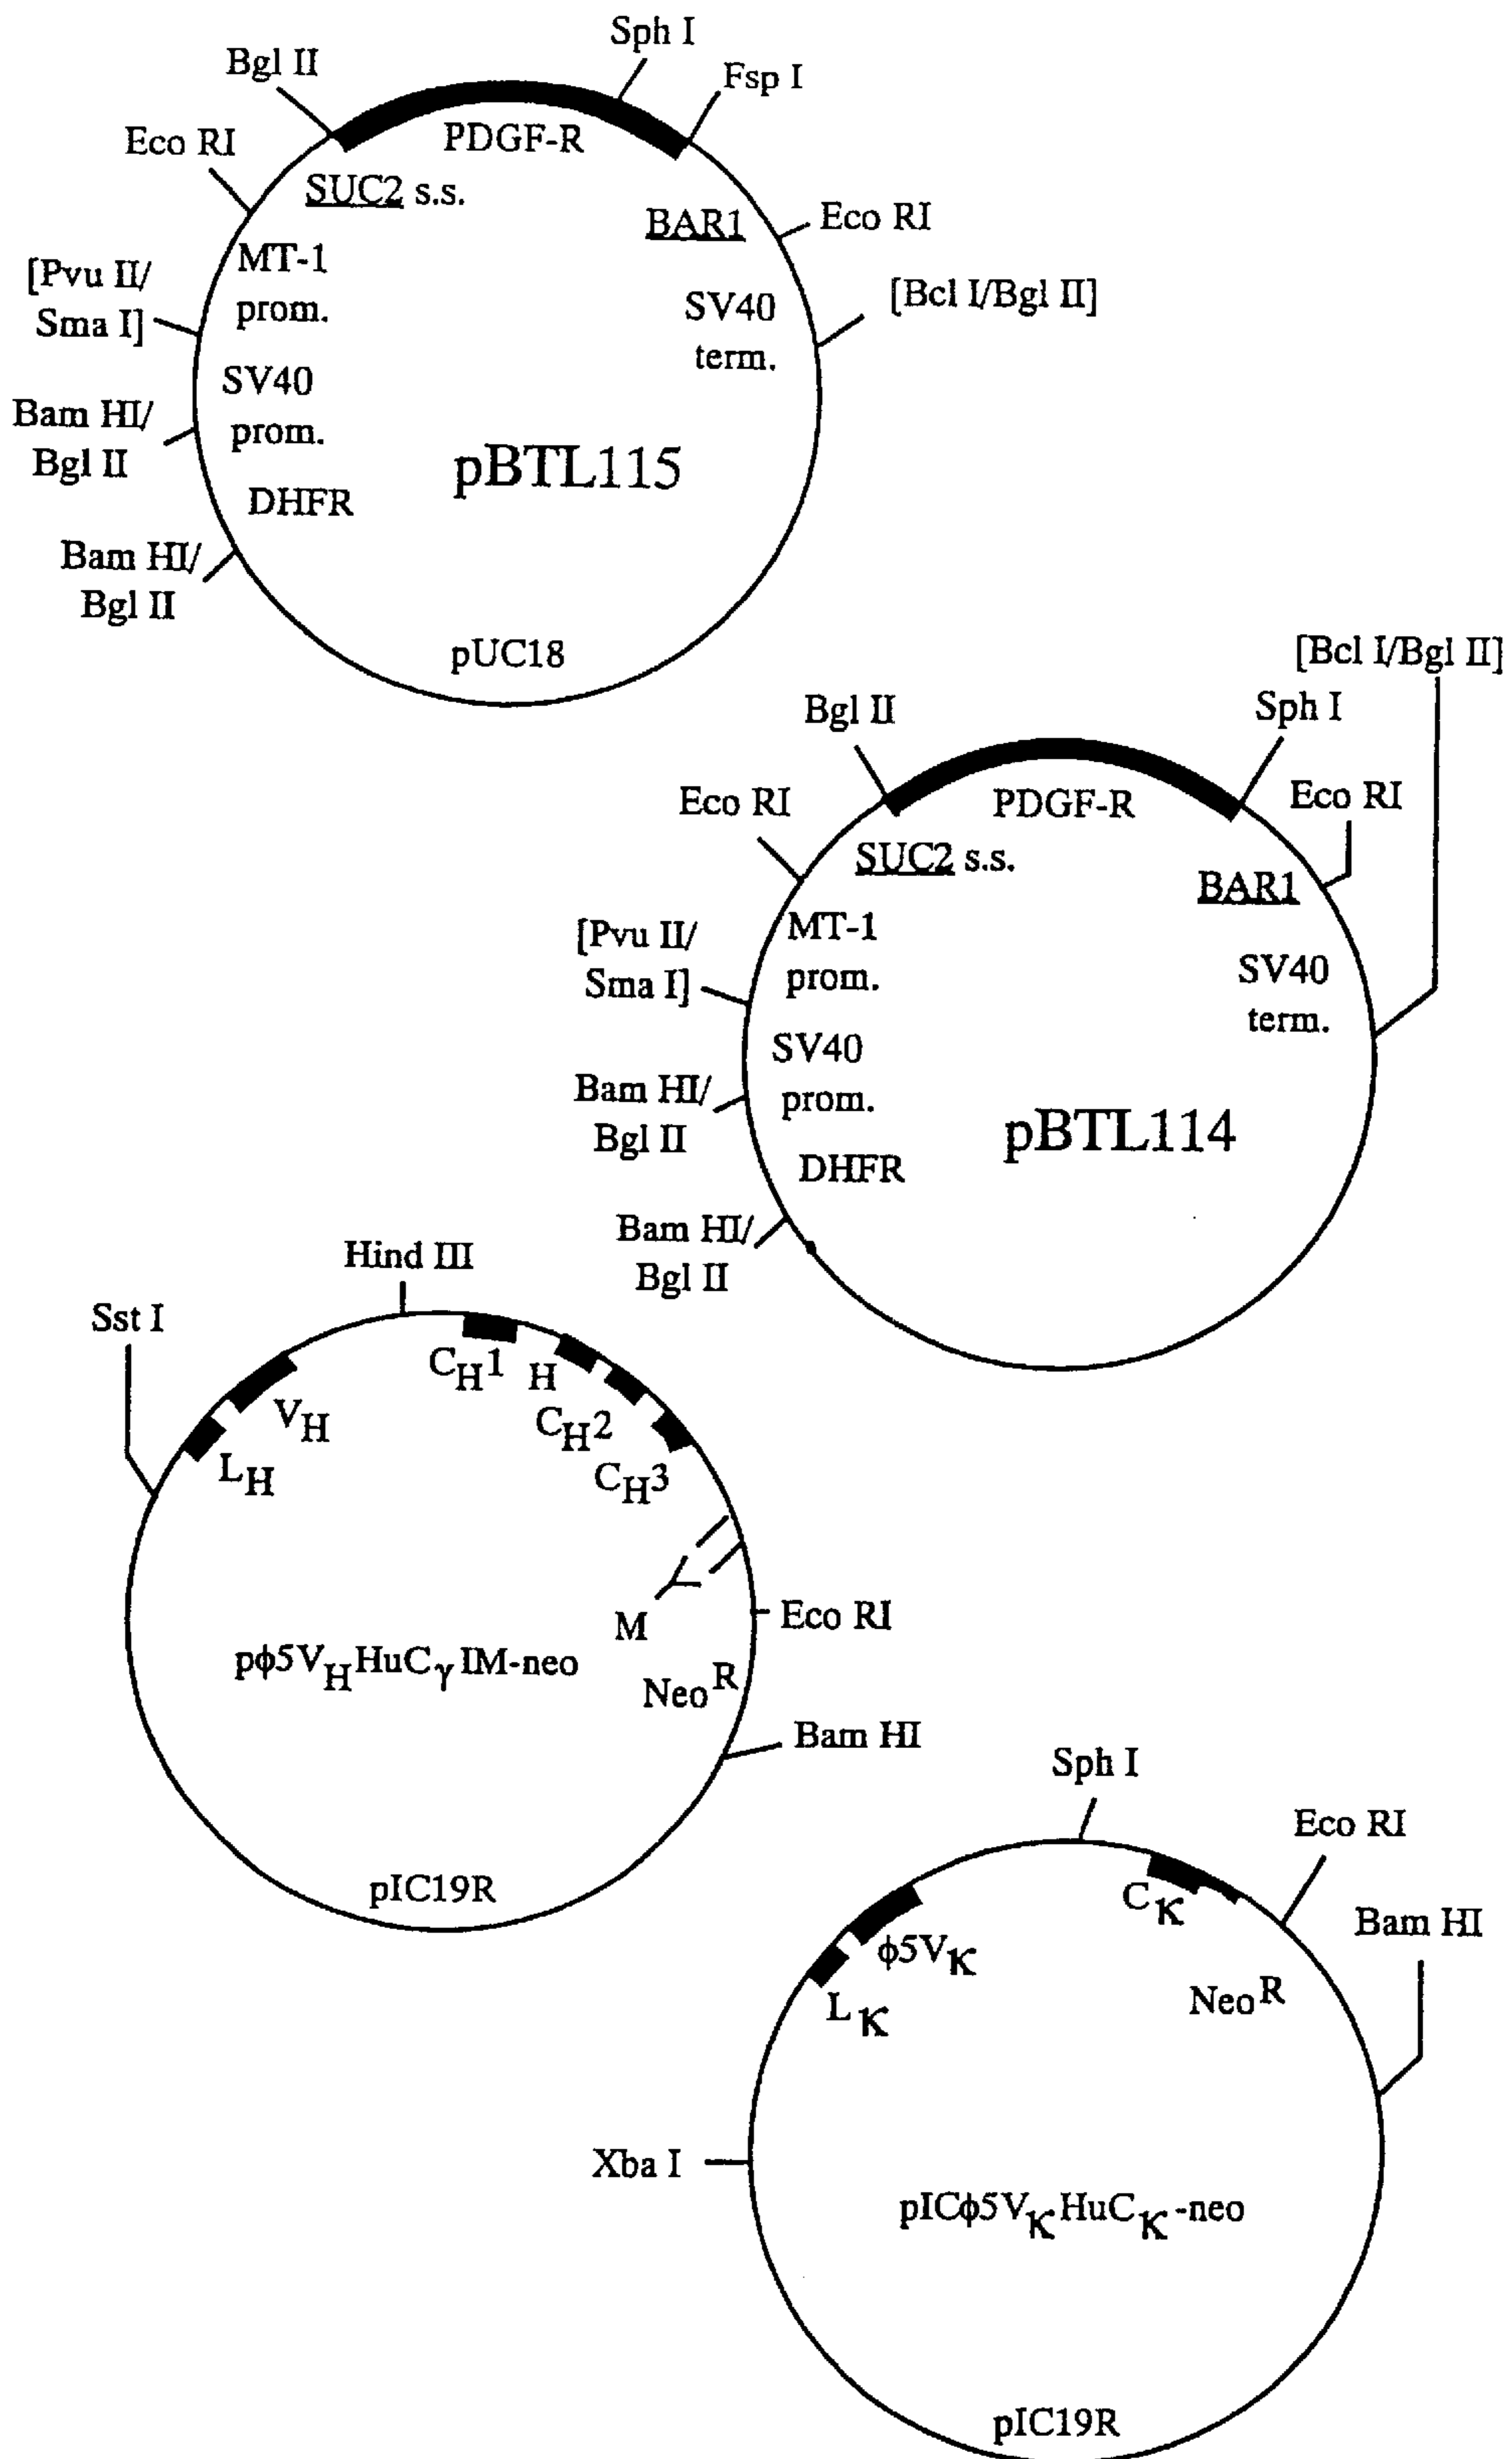 Sph I
Bgl II
Fsp I
Eco RI
PDGF-R
SUC2 s.s.
BAR1
Eco RI
MT-1
prom.
[Pvu II/
Sma I]
SV40
term.
[Bcl I/Bgl II]
SV40
prom.
Bam HI/
Bgl II
pBTL115
DHFR
Bam HI/
Bgl II
pUC18
[Bcl I/Bgl II]
Bgl II
Sph I
Eco RI
PDGF-R
Eco RI
SUC2 s.s.
BAR1
MT-1
prom.
[Pvu II/
Sma I]
SV40
term.
SV40
prom.
Bam HI/
Bgl II
pBTL114
DHFR
Bam HI/
Bgl II
Hind III
Sst I
CH1
H
VH
CH2
LH
CH3
M
Eco RI
pϕ5VHHuCγIM-neo
NeoR
Bam HI
pIC19R
Sph I
Eco RI
Cκ
Bam HI
ϕ5Vκ
Lκ
NeoR
Xba I
pICϕ5VκHuCκ-neo
pIC19R